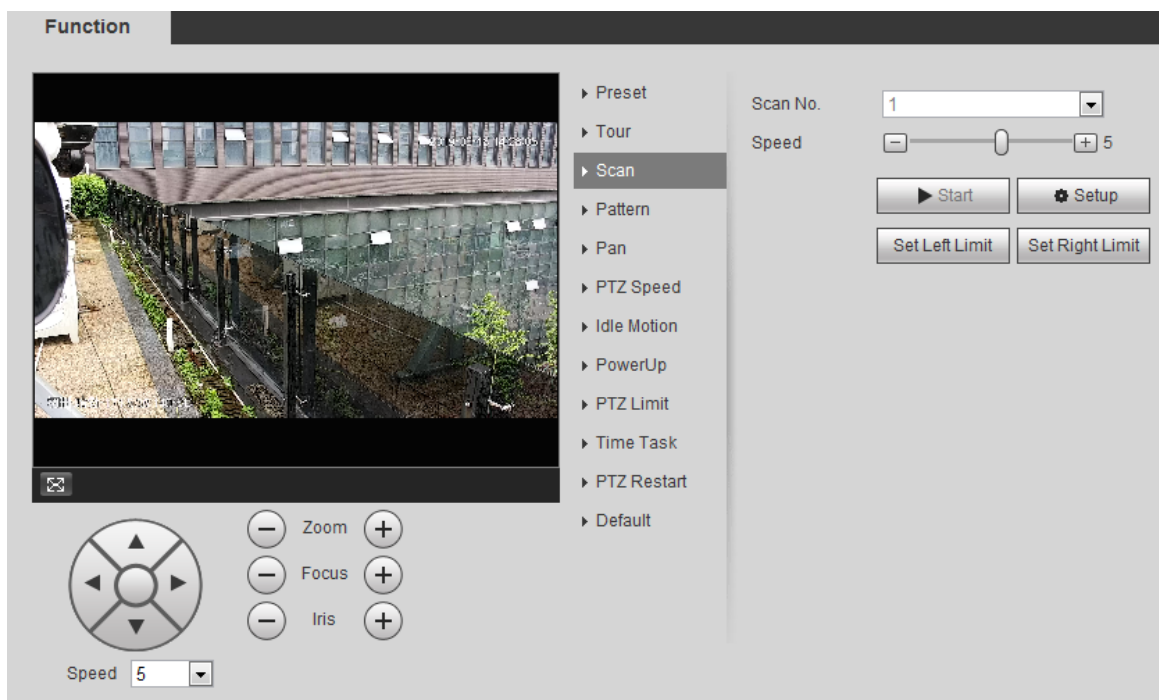 Function
Preset
Tour
Scan
Pattern
Pan
PTZ Speed
Idle Motion
PowerUp
PTZ Limit
Time Task
PTZ Restart
Default
Scan No. 1
Speed 5
Start Setup
Set Left Limit Set Right Limit
Zoom
Focus
Iris
Speed 5